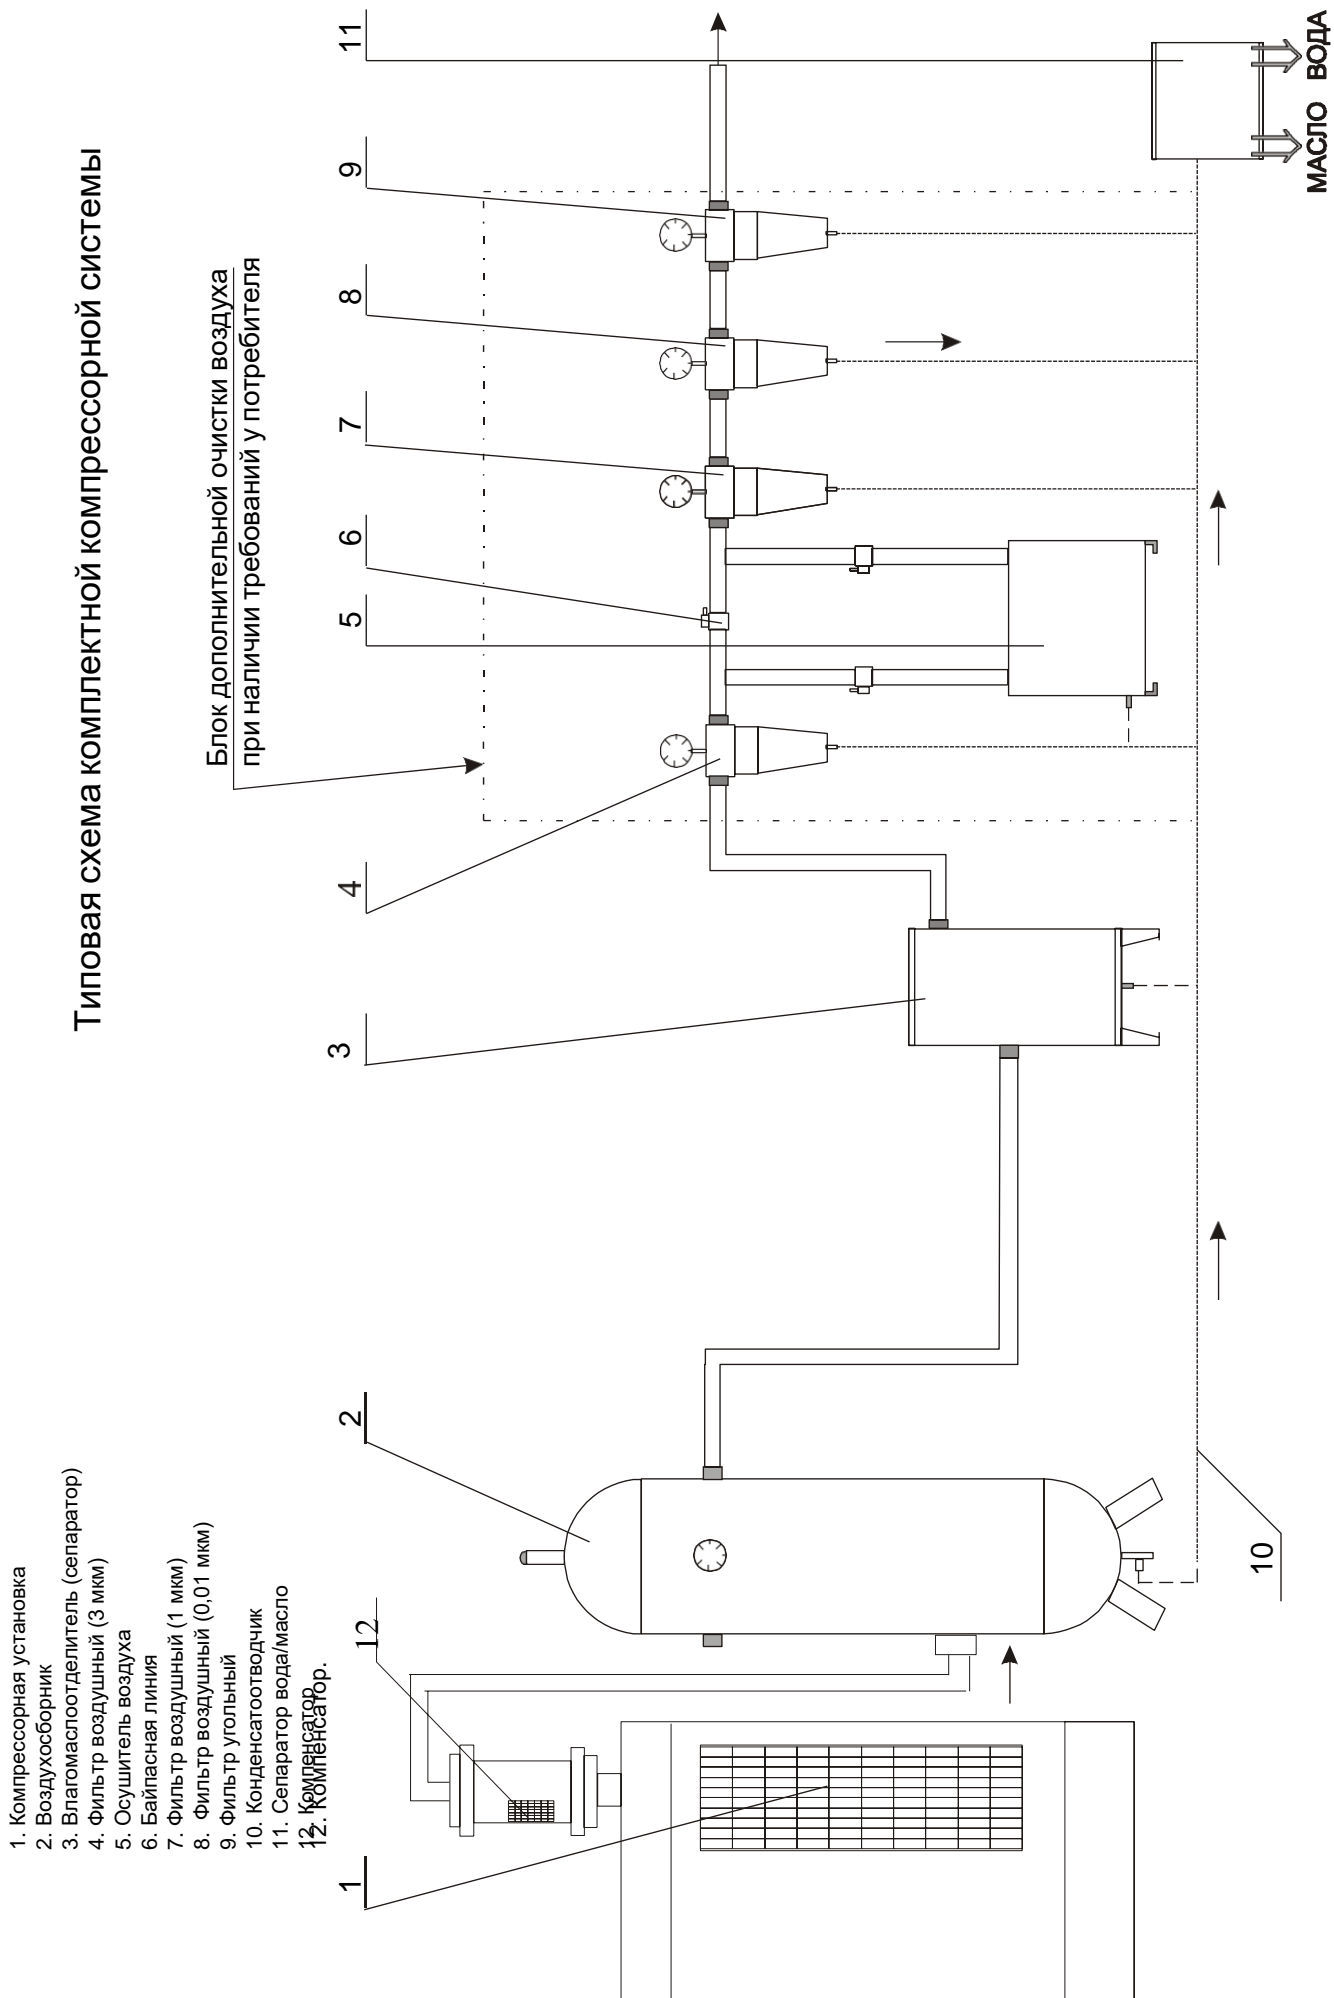 Типовая схема комплектной компрессорной системы
1. Компрессорная установка
2. Воздухосборник
3. Влагомаслоотделитель (сепаратор)
4. Фильтр воздушный (3 мкм)
5. Осушитель воздуха
6. Байпасная линия
7. Фильтр воздушный (1 мкм)
8. Фильтр воздушный (0,01 мкм)
9. Фильтр угольный
10. Конденсатоотводчик
11. Сепаратор вода/масло
12. Компенсатор
12. Компенсатор.
Блок дополнительной очистки воздуха
при наличии требований у потребителя
1
12
2
3
4
5
6
7
8
9
11
10
МАСЛО ВОДА